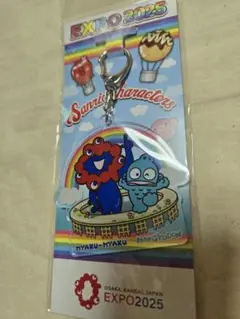 EXPO2025
Sanrio characters
MYAKU-MYAKU
HANGYODON
OSAKA, KANSAI, JAPAN
EXPO2025